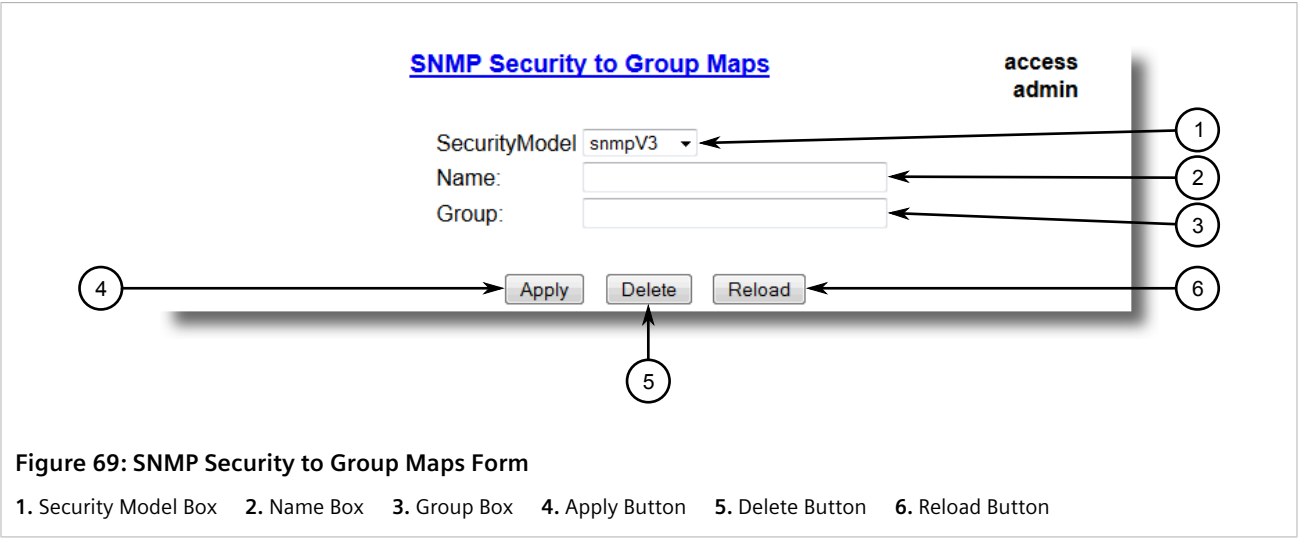 SNMP Security to Group Maps
access
admin
SecurityModel snmpV3
1
Name:
2
Group:
3
4
Apply Delete Reload
6
5
Figure 69: SNMP Security to Group Maps Form
1. Security Model Box 2. Name Box 3. Group Box 4. Apply Button 5. Delete Button 6. Reload Button